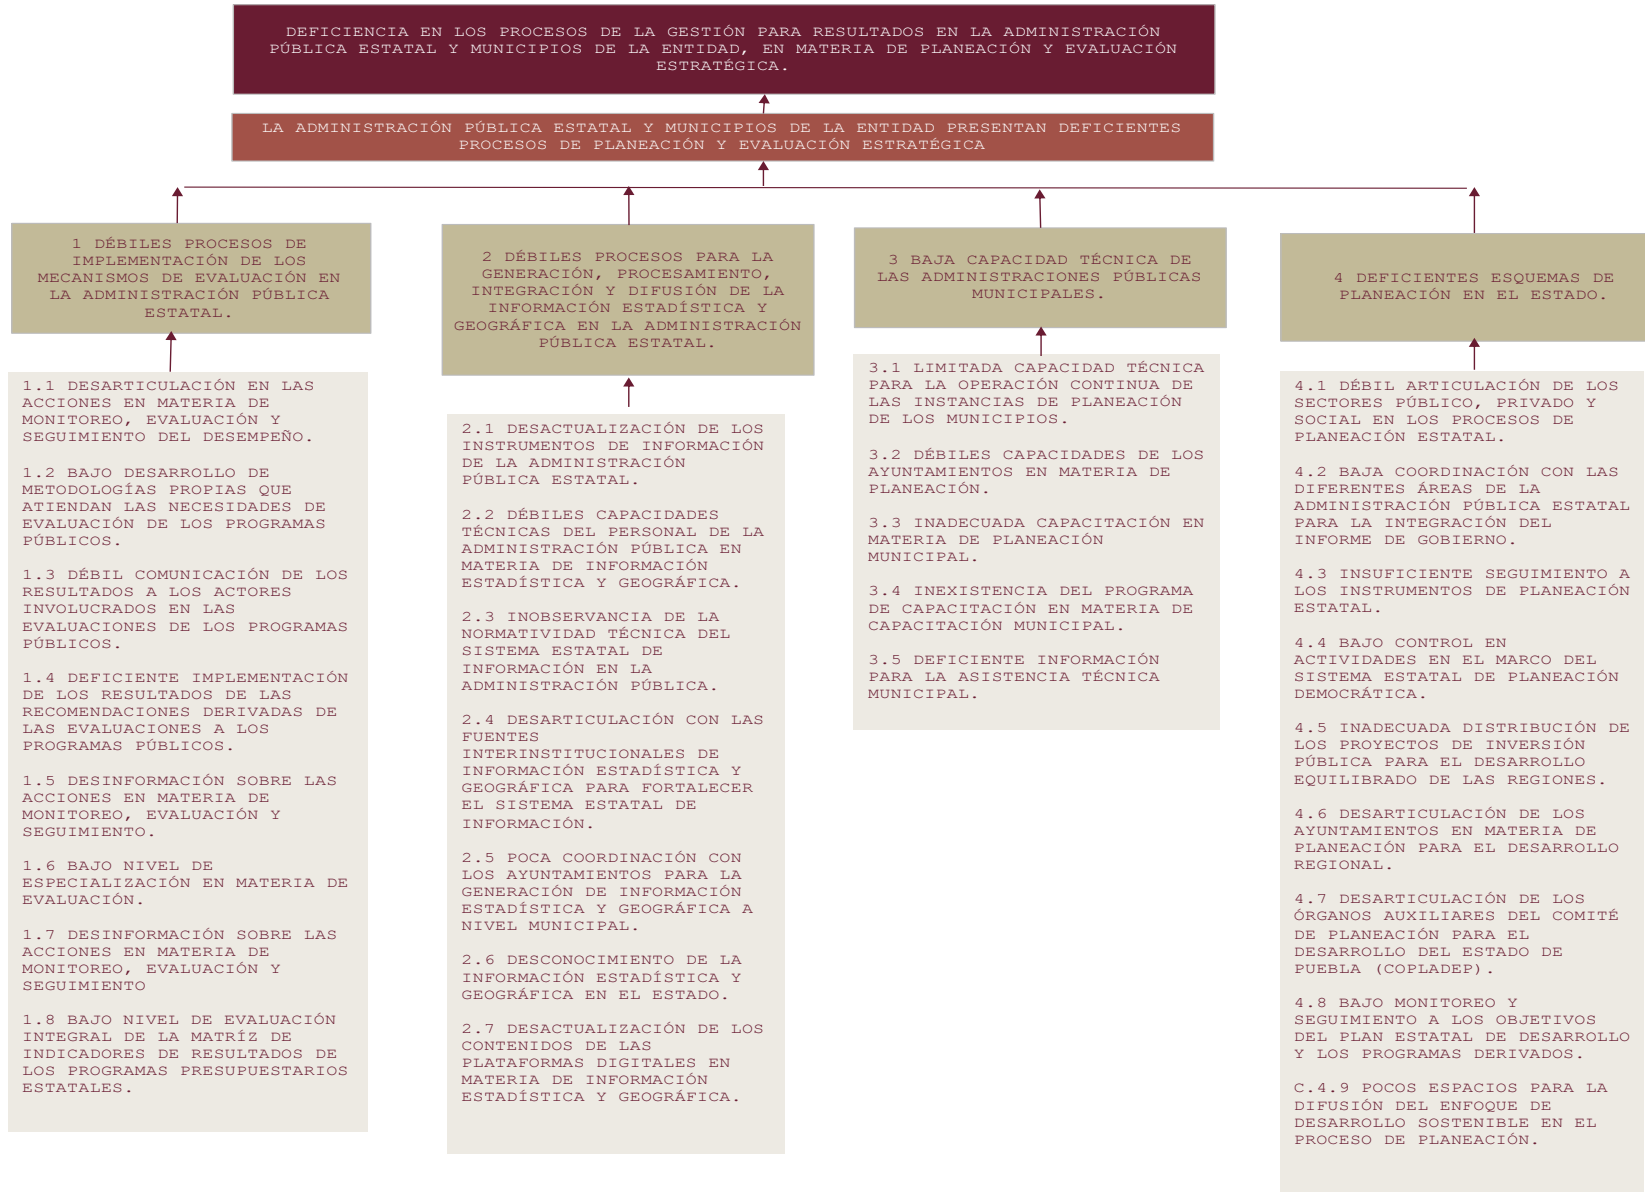 DEFICIENCIA EN LOS PROCESOS DE LA GESTIÓN PARA RESULTADOS EN LA ADMINISTRACIÓN
PÚBLICA ESTATAL Y MUNICIPIOS DE LA ENTIDAD, EN MATERIA DE PLANEACIÓN Y EVALUACIÓN
ESTRATÉGICA.
LA ADMINISTRACIÓN PÚBLICA ESTATAL Y MUNICIPIOS DE LA ENTIDAD PRESENTAN DEFICIENTES
PROCESOS DE PLANEACIÓN Y EVALUACIÓN ESTRATÉGICA
1 DÉBILES PROCESOS DE
IMPLEMENTACIÓN DE LOS
MECANISMOS DE EVALUACIÓN EN
LA ADMINISTRACIÓN PÚBLICA
ESTATAL.
1.1 DESARTICULACIÓN EN LAS
ACCIONES EN MATERIA DE
MONITOREO, EVALUACIÓN Y
SEGUIMIENTO DEL DESEMPEÑO.
1.2 BAJO DESARROLLO DE
METODOLOGÍAS PROPIAS QUE
ATIENDAN LAS NECESIDADES DE
EVALUACIÓN DE LOS PROGRAMAS
PÚBLICOS.
1.3 DÉBIL COMUNICACIÓN DE LOS
RESULTADOS A LOS ACTORES
INVOLUCRADOS EN LAS
EVALUACIONES DE LOS PROGRAMAS
PÚBLICOS.
1.4 DEFICIENTE IMPLEMENTACIÓN
DE LOS RESULTADOS DE LAS
RECOMENDACIONES DERIVADAS DE
LAS EVALUACIONES A LOS
PROGRAMAS PÚBLICOS.
1.5 DESINFORMACIÓN SOBRE LAS
ACCIONES EN MATERIA DE
MONITOREO, EVALUACIÓN Y
SEGUIMIENTO.
1.6 BAJO NIVEL DE
ESPECIALIZACIÓN EN MATERIA DE
EVALUACIÓN.
1.7 DESINFORMACIÓN SOBRE LAS
ACCIONES EN MATERIA DE
MONITOREO, EVALUACIÓN Y
SEGUIMIENTO
1.8 BAJO NIVEL DE EVALUACIÓN
INTEGRAL DE LA MATRÍZ DE
INDICADORES DE RESULTADOS DE
LOS PROGRAMAS PRESUPUESTARIOS
ESTATALES.
2 DÉBILES PROCESOS PARA LA
GENERACIÓN, PROCESAMIENTO,
INTEGRACIÓN Y DIFUSIÓN DE LA
INFORMACIÓN ESTADÍSTICA Y
GEOGRÁFICA EN LA ADMINISTRACIÓN
PÚBLICA ESTATAL.
2.1 DESACTUALIZACIÓN DE LOS
INSTRUMENTOS DE INFORMACIÓN
DE LA ADMINISTRACIÓN
PÚBLICA ESTATAL.
2.2 DÉBILES CAPACIDADES
TÉCNICAS DEL PERSONAL DE LA
ADMINISTRACIÓN PÚBLICA EN
MATERIA DE INFORMACIÓN
ESTADÍSTICA Y GEOGRÁFICA.
2.3 INOBSERVANCIA DE LA
NORMATIVIDAD TÉCNICA DEL
SISTEMA ESTATAL DE
INFORMACIÓN EN LA
ADMINISTRACIÓN PÚBLICA.
2.4 DESARTICULACIÓN CON LAS
FUENTES
INTERINSTITUCIONALES DE
INFORMACIÓN ESTADÍSTICA Y
GEOGRÁFICA PARA FORTALECER
EL SISTEMA ESTATAL DE
INFORMACIÓN.
2.5 POCA COORDINACIÓN CON
LOS AYUNTAMIENTOS PARA LA
GENERACIÓN DE INFORMACIÓN
ESTADÍSTICA Y GEOGRÁFICA A
NIVEL MUNICIPAL.
2.6 DESCONOCIMIENTO DE LA
INFORMACIÓN ESTADÍSTICA Y
GEOGRÁFICA EN EL ESTADO.
2.7 DESACTUALIZACIÓN DE LOS
CONTENIDOS DE LAS
PLATAFORMAS DIGITALES EN
MATERIA DE INFORMACIÓN
ESTADÍSTICA Y GEOGRÁFICA.
3 BAJA CAPACIDAD TÉCNICA DE
LAS ADMINISTRACIONES PÚBLICAS
MUNICIPALES.
3.1 LIMITADA CAPACIDAD TÉCNICA
PARA LA OPERACIÓN CONTINUA DE
LAS INSTANCIAS DE PLANEACIÓN
DE LOS MUNICIPIOS.
3.2 DÉBILES CAPACIDADES DE LOS
AYUNTAMIENTOS EN MATERIA DE
PLANEACIÓN.
3.3 INADECUADA CAPACITACIÓN EN
MATERIA DE PLANEACIÓN
MUNICIPAL.
3.4 INEXISTENCIA DEL PROGRAMA
DE CAPACITACIÓN EN MATERIA DE
CAPACITACIÓN MUNICIPAL.
3.5 DEFICIENTE INFORMACIÓN
PARA LA ASISTENCIA TÉCNICA
MUNICIPAL.
4 DEFICIENTES ESQUEMAS DE
PLANEACIÓN EN EL ESTADO.
4.1 DÉBIL ARTICULACIÓN DE LOS
SECTORES PÚBLICO, PRIVADO Y
SOCIAL EN LOS PROCESOS DE
PLANEACIÓN ESTATAL.
4.2 BAJA COORDINACIÓN CON LAS
DIFERENTES ÁREAS DE LA
ADMINISTRACIÓN PÚBLICA ESTATAL
PARA LA INTEGRACIÓN DEL
INFORME DE GOBIERNO.
4.3 INSUFICIENTE SEGUIMIENTO A
LOS INSTRUMENTOS DE PLANEACIÓN
ESTATAL.
4.4 BAJO CONTROL EN
ACTIVIDADES EN EL MARCO DEL
SISTEMA ESTATAL DE PLANEACIÓN
DEMOCRÁTICA.
4.5 INADECUADA DISTRIBUCIÓN DE
LOS PROYECTOS DE INVERSIÓN
PÚBLICA PARA EL DESARROLLO
EQUILIBRADO DE LAS REGIONES.
4.6 DESARTICULACIÓN DE LOS
AYUNTAMIENTOS EN MATERIA DE
PLANEACIÓN PARA EL DESARROLLO
REGIONAL.
4.7 DESARTICULACIÓN DE LOS
ÓRGANOS AUXILIARES DEL COMITÉ
DE PLANEACIÓN PARA EL
DESARROLLO DEL ESTADO DE
PUEBLA (COPLADEP).
4.8 BAJO MONITOREO Y
SEGUIMIENTO A LOS OBJETIVOS
DEL PLAN ESTATAL DE DESARROLLO
Y LOS PROGRAMAS DERIVADOS.
C.4.9 POCOS ESPACIOS PARA LA
DIFUSIÓN DEL ENFOQUE DE
DESARROLLO SOSTENIBLE EN EL
PROCESO DE PLANEACIÓN.